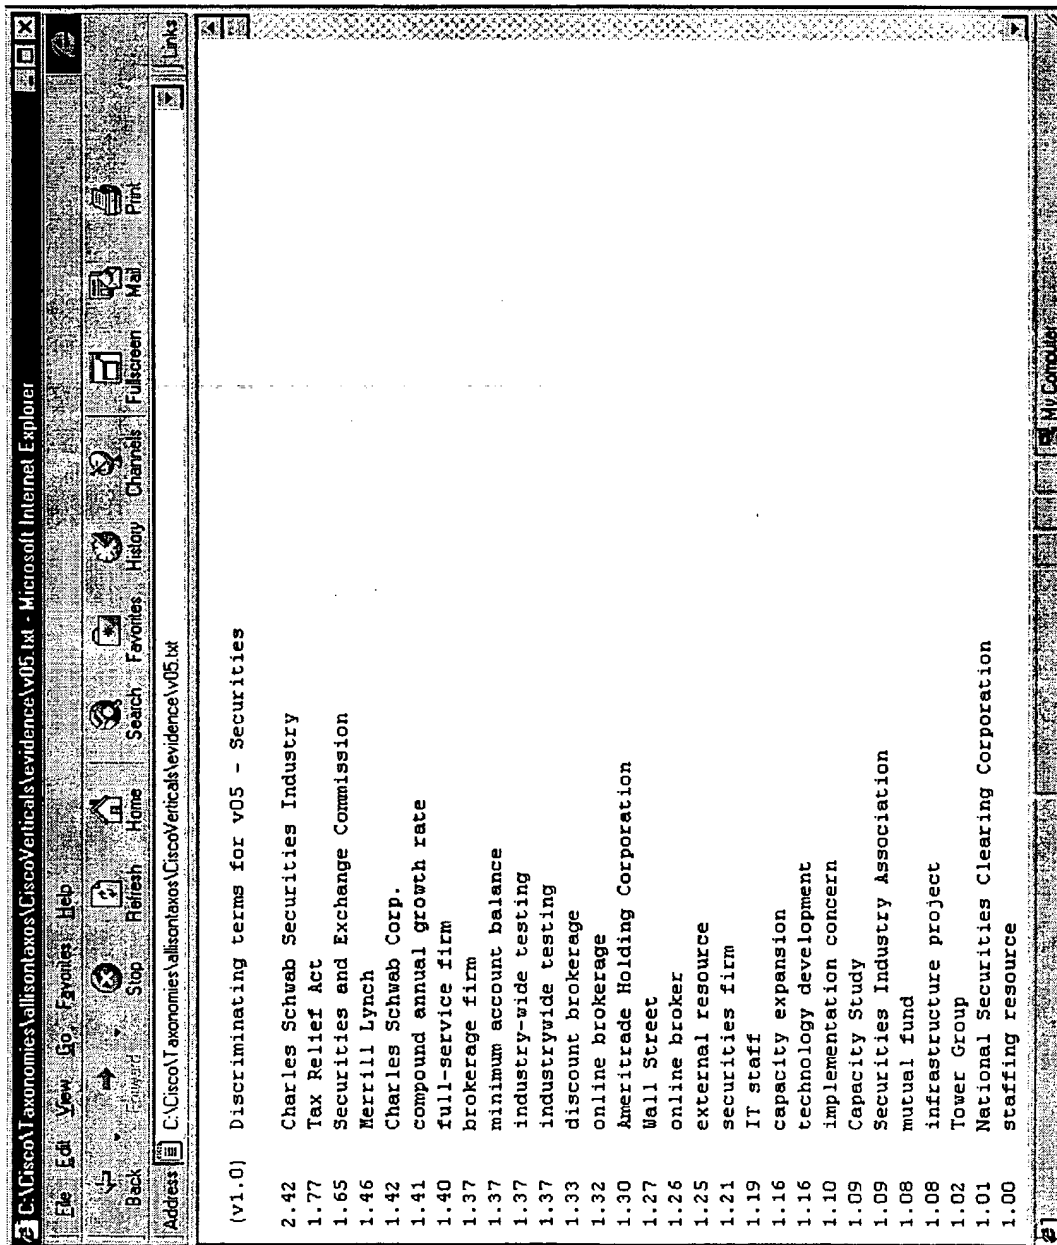 C:\Cisco\Taxonomies\allisontaxos\CiscoVerticals\evidence\v05.txt - Microsoft Internet Explorer
File Edit View Go Favorites Help
Back Forward Stop Refresh Home Search Favorites History Channels Fullscreen Mail Print
Address C:\Cisco\Taxonomies\allisontaxos\CiscoVerticals\evidence\v05.txt Links
(v1.0) Discriminating terms for v05 - Securities
2.42 Charles Schwab Securities Industry
1.77 Tax Relief Act
1.65 Securities and Exchange Commission
1.46 Merrill Lynch
1.42 Charles Schwab Corp.
1.41 compound annual growth rate
1.40 full-service firm
1.37 brokerage firm
1.37 minimum account balance
1.37 industry-wide testing
1.37 industrywide testing
1.33 discount brokerage
1.32 online brokerage
1.30 Ameritrade Holding Corporation
1.27 Wall Street
1.26 online broker
1.25 external resource
1.21 securities firm
1.19 IT staff
1.16 capacity expansion
1.16 technology development
1.10 implementation concern
1.09 Capacity Study
1.09 Securities Industry Association
1.08 mutual fund
1.08 infrastructure project
1.02 Tower Group
1.01 National Securities Clearing Corporation
1.00 staffing resource
My Computer